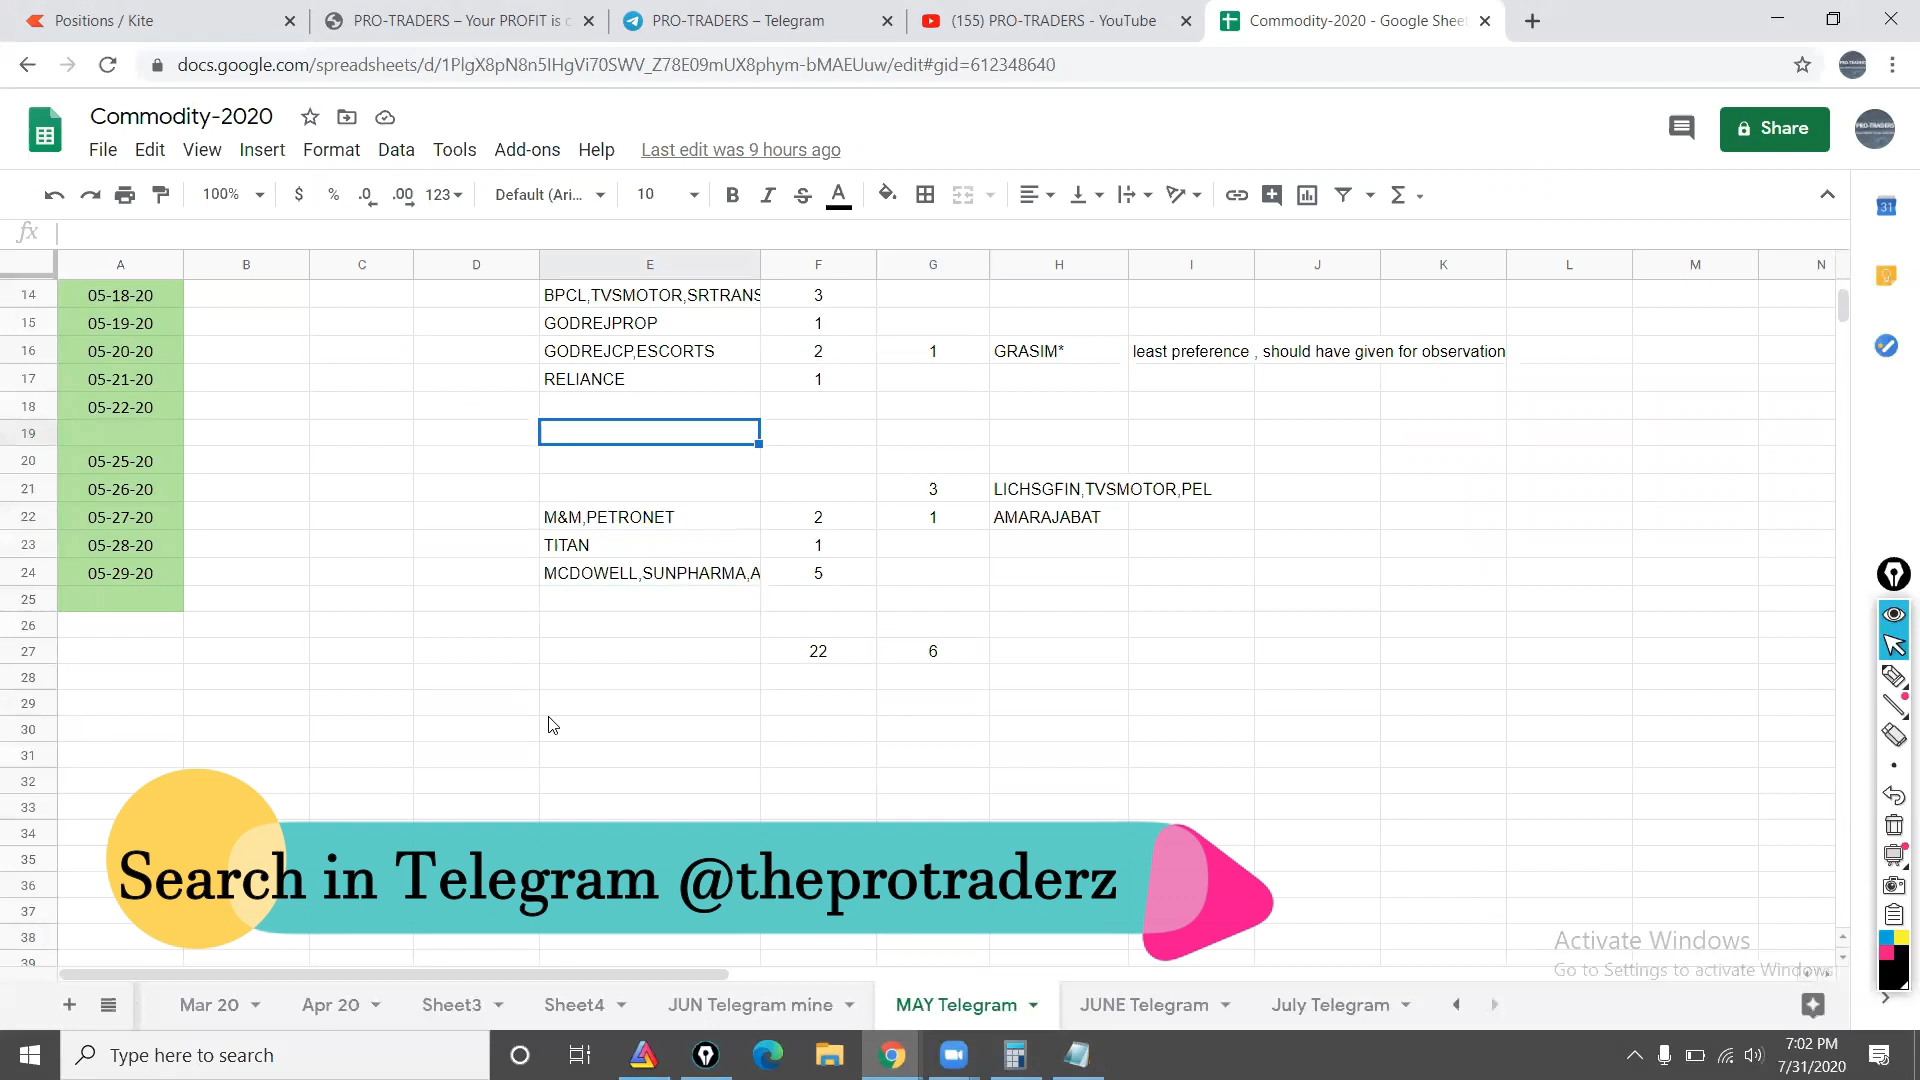 Positions / Kite
PRO-TRADERS – Your PROFIT is c
PRO-TRADERS – Telegram
(155) PRO-TRADERS - YouTube
Commodity-2020 - Google Sheet
docs.google.com/spreadsheets/d/1PlgX8pN8n5IHgVi70SWV_Z78E09mUX8phym-bMAEUuw/edit#gid=612348640
Commodity-2020
Share
PRO-TRADERS
File Edit View Insert Format Data Tools Add-ons Help Last edit was 9 hours ago
100% $ % .0 .00 123 Default (Ari... 10 B I S A
31
fx
A B C D E F G H I J K L M N
14 05-18-20 BPCL,TVSMOTOR,SRTRANS 3
15 05-19-20 GODREJPROP 1
16 05-20-20 GODREJCP,ESCORTS 2 1 GRASIM* least preference , should have given for observation
17 05-21-20 RELIANCE 1
18 05-22-20
19
20 05-25-20
21 05-26-20 3 LICHSGFIN,TVSMOTOR,PEL
22 05-27-20 M&M,PETRONET 2 1 AMARAJABAT
23 05-28-20 TITAN 1
24 05-29-20 MCDOWELL,SUNPHARMA,A 5
25
26
27 22 6
28
29
30
31
32
33
34
35
36
37
38
39
Search in Telegram @theprotraderz
Activate Windows
Go to Settings to activate Windows
Mar 20 Apr 20 Sheet3 Sheet4 JUN Telegram mine MAY Telegram JUNE Telegram July Telegram
Type here to search
7:02 PM
7/31/2020